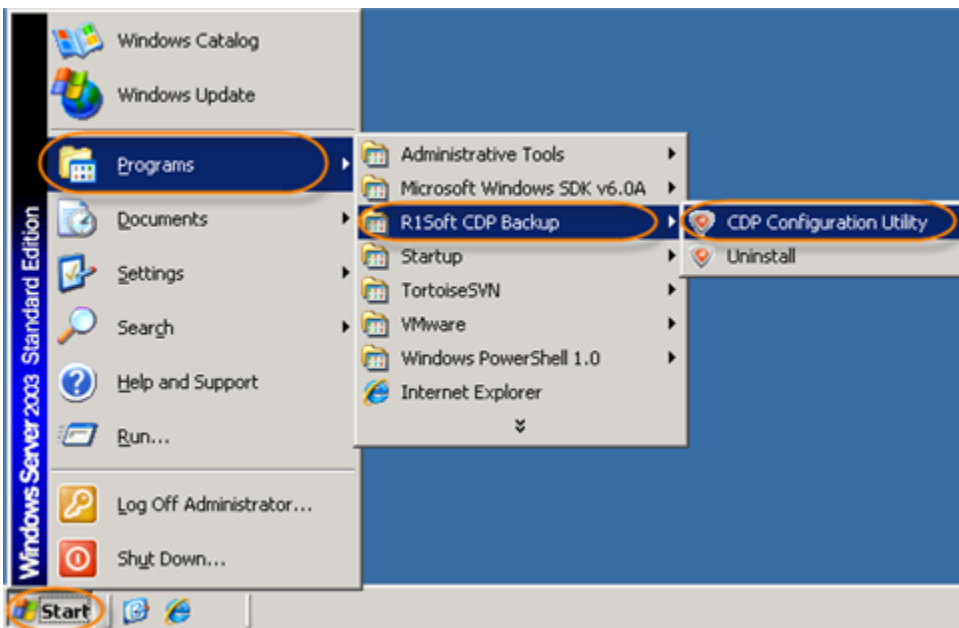 Windows Catalog
Windows Update
Programs
Documents
Settings
Search
Help and Support
Run...
Log Off Administrator...
Shut Down...
Windows Server 2003 Standard Edition
Administrative Tools
Microsoft Windows SDK v6.0A
R1Soft CDP Backup
Startup
TortoiseSVN
VMware
Windows PowerShell 1.0
Internet Explorer
CDP Configuration Utility
Uninstall
Start